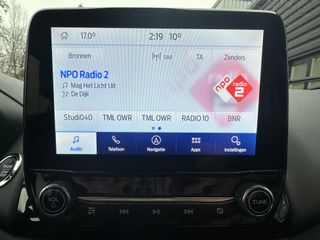 17.0° 2:19 10°
Bronnen DAB TA Zenders
NPO Radio 2
Mag Het Licht Uit
De Dijk
npo radio 2
Studi040 TML OWR TML OWR RADIO 10 BNR
Audio Telefoon Navigatie Apps Instellingen
VOL TUNE